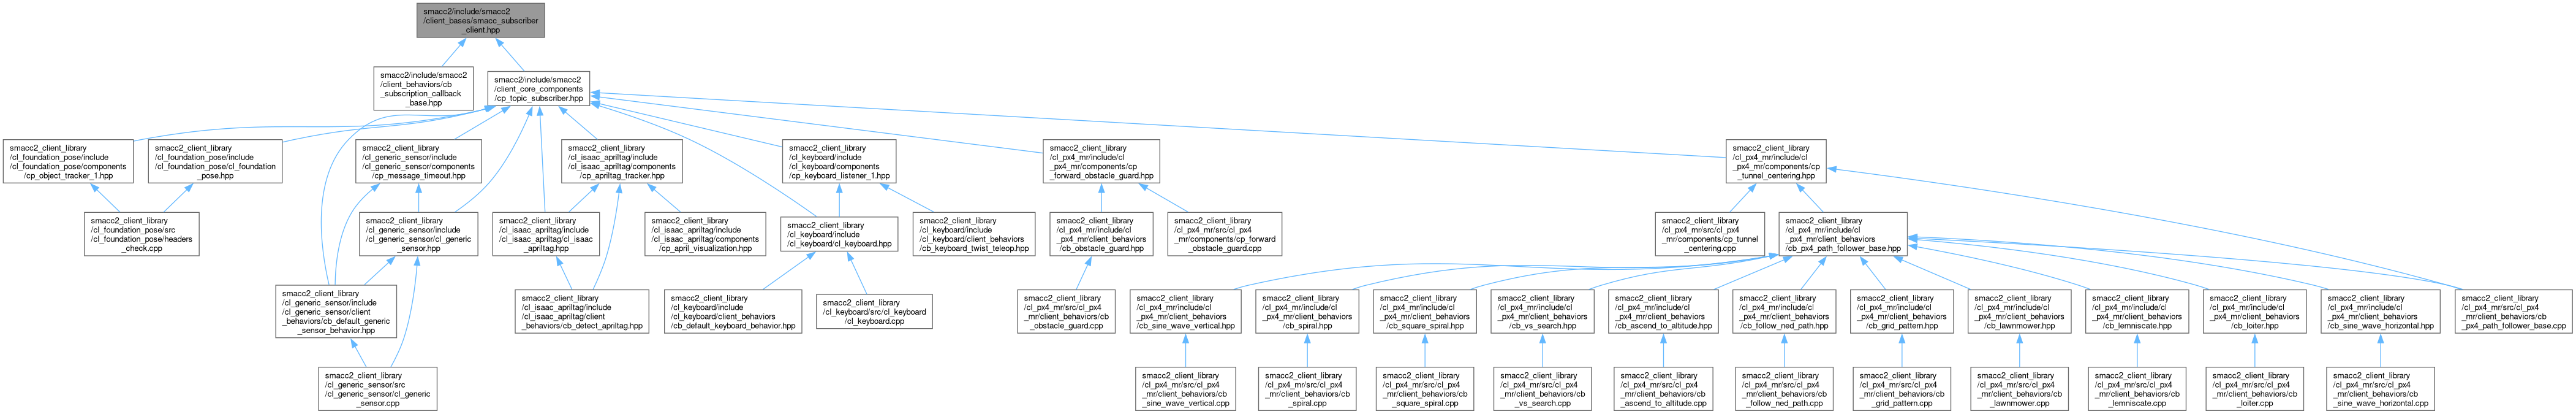 smacc2/include/smacc2
/client_bases/smacc_subscriber
_client.hpp
smacc2/include/smacc2
/client_behaviors/cb
_subscription_callback
_base.hpp
smacc2/include/smacc2
/client_core_components
/cp_topic_subscriber.hpp
smacc2_client_library
/cl_foundation_pose/include
/cl_foundation_pose/components
/cp_object_tracker_1.hpp
smacc2_client_library
/cl_foundation_pose/include
/cl_foundation_pose/cl_foundation
_pose.hpp
smacc2_client_library
/cl_generic_sensor/include
/cl_generic_sensor/components
/cp_message_timeout.hpp
smacc2_client_library
/cl_isaac_apriltag/include
/cl_isaac_apriltag/components
/cp_apriltag_tracker.hpp
smacc2_client_library
/cl_keyboard/include
/cl_keyboard/components
/cp_keyboard_listener_1.hpp
smacc2_client_library
/cl_px4_mr/include/cl
_px4_mr/components/cp
_forward_obstacle_guard.hpp
smacc2_client_library
/cl_px4_mr/include/cl
_px4_mr/components/cp
_tunnel_centering.hpp
smacc2_client_library
/cl_foundation_pose/src
/cl_foundation_pose/headers
_check.cpp
smacc2_client_library
/cl_generic_sensor/include
/cl_generic_sensor/cl_generic
_sensor.hpp
smacc2_client_library
/cl_isaac_apriltag/include
/cl_isaac_apriltag/cl_isaac
_apriltag.hpp
smacc2_client_library
/cl_isaac_apriltag/include
/cl_isaac_apriltag/components
/cp_april_visualization.hpp
smacc2_client_library
/cl_keyboard/include
/cl_keyboard/cl_keyboard.hpp
smacc2_client_library
/cl_keyboard/include
/cl_keyboard/client_behaviors
/cb_keyboard_twist_teleop.hpp
smacc2_client_library
/cl_px4_mr/include/cl
_px4_mr/client_behaviors
/cb_obstacle_guard.hpp
smacc2_client_library
/cl_px4_mr/src/cl_px4
_mr/components/cp_forward
_obstacle_guard.cpp
smacc2_client_library
/cl_px4_mr/src/cl_px4
_mr/components/cp_tunnel
_centering.cpp
smacc2_client_library
/cl_px4_mr/include/cl
_px4_mr/client_behaviors
/cb_px4_path_follower_base.hpp
smacc2_client_library
/cl_generic_sensor/include
/cl_generic_sensor/client
_behaviors/cb_default_generic
_sensor_behavior.hpp
smacc2_client_library
/cl_isaac_apriltag/include
/cl_isaac_apriltag/client
_behaviors/cb_detect_apriltag.hpp
smacc2_client_library
/cl_keyboard/include
/cl_keyboard/client_behaviors
/cb_default_keyboard_behavior.hpp
smacc2_client_library
/cl_keyboard/src/cl_keyboard
/cl_keyboard.cpp
smacc2_client_library
/cl_px4_mr/src/cl_px4
_mr/client_behaviors/cb
_obstacle_guard.cpp
smacc2_client_library
/cl_px4_mr/include/cl
_px4_mr/client_behaviors
/cb_sine_wave_vertical.hpp
smacc2_client_library
/cl_px4_mr/include/cl
_px4_mr/client_behaviors
/cb_spiral.hpp
smacc2_client_library
/cl_px4_mr/include/cl
_px4_mr/client_behaviors
/cb_square_spiral.hpp
smacc2_client_library
/cl_px4_mr/include/cl
_px4_mr/client_behaviors
/cb_vs_search.hpp
smacc2_client_library
/cl_px4_mr/include/cl
_px4_mr/client_behaviors
/cb_ascend_to_altitude.hpp
smacc2_client_library
/cl_px4_mr/include/cl
_px4_mr/client_behaviors
/cb_follow_ned_path.hpp
smacc2_client_library
/cl_px4_mr/include/cl
_px4_mr/client_behaviors
/cb_grid_pattern.hpp
smacc2_client_library
/cl_px4_mr/include/cl
_px4_mr/client_behaviors
/cb_lawnmower.hpp
smacc2_client_library
/cl_px4_mr/include/cl
_px4_mr/client_behaviors
/cb_lemniscate.hpp
smacc2_client_library
/cl_px4_mr/include/cl
_px4_mr/client_behaviors
/cb_loiter.hpp
smacc2_client_library
/cl_px4_mr/include/cl
_px4_mr/client_behaviors
/cb_sine_wave_horizontal.hpp
smacc2_client_library
/cl_px4_mr/src/cl_px4
_mr/client_behaviors/cb
_px4_path_follower_base.cpp
smacc2_client_library
/cl_generic_sensor/src
/cl_generic_sensor/cl_generic
_sensor.cpp
smacc2_client_library
/cl_px4_mr/src/cl_px4
_mr/client_behaviors/cb
_sine_wave_vertical.cpp
smacc2_client_library
/cl_px4_mr/src/cl_px4
_mr/client_behaviors/cb
_spiral.cpp
smacc2_client_library
/cl_px4_mr/src/cl_px4
_mr/client_behaviors/cb
_square_spiral.cpp
smacc2_client_library
/cl_px4_mr/src/cl_px4
_mr/client_behaviors/cb
_vs_search.cpp
smacc2_client_library
/cl_px4_mr/src/cl_px4
_mr/client_behaviors/cb
_ascend_to_altitude.cpp
smacc2_client_library
/cl_px4_mr/src/cl_px4
_mr/client_behaviors/cb
_follow_ned_path.cpp
smacc2_client_library
/cl_px4_mr/src/cl_px4
_mr/client_behaviors/cb
_grid_pattern.cpp
smacc2_client_library
/cl_px4_mr/src/cl_px4
_mr/client_behaviors/cb
_lawnmower.cpp
smacc2_client_library
/cl_px4_mr/src/cl_px4
_mr/client_behaviors/cb
_lemniscate.cpp
smacc2_client_library
/cl_px4_mr/src/cl_px4
_mr/client_behaviors/cb
_loiter.cpp
smacc2_client_library
/cl_px4_mr/src/cl_px4
_mr/client_behaviors/cb
_sine_wave_horizontal.cpp